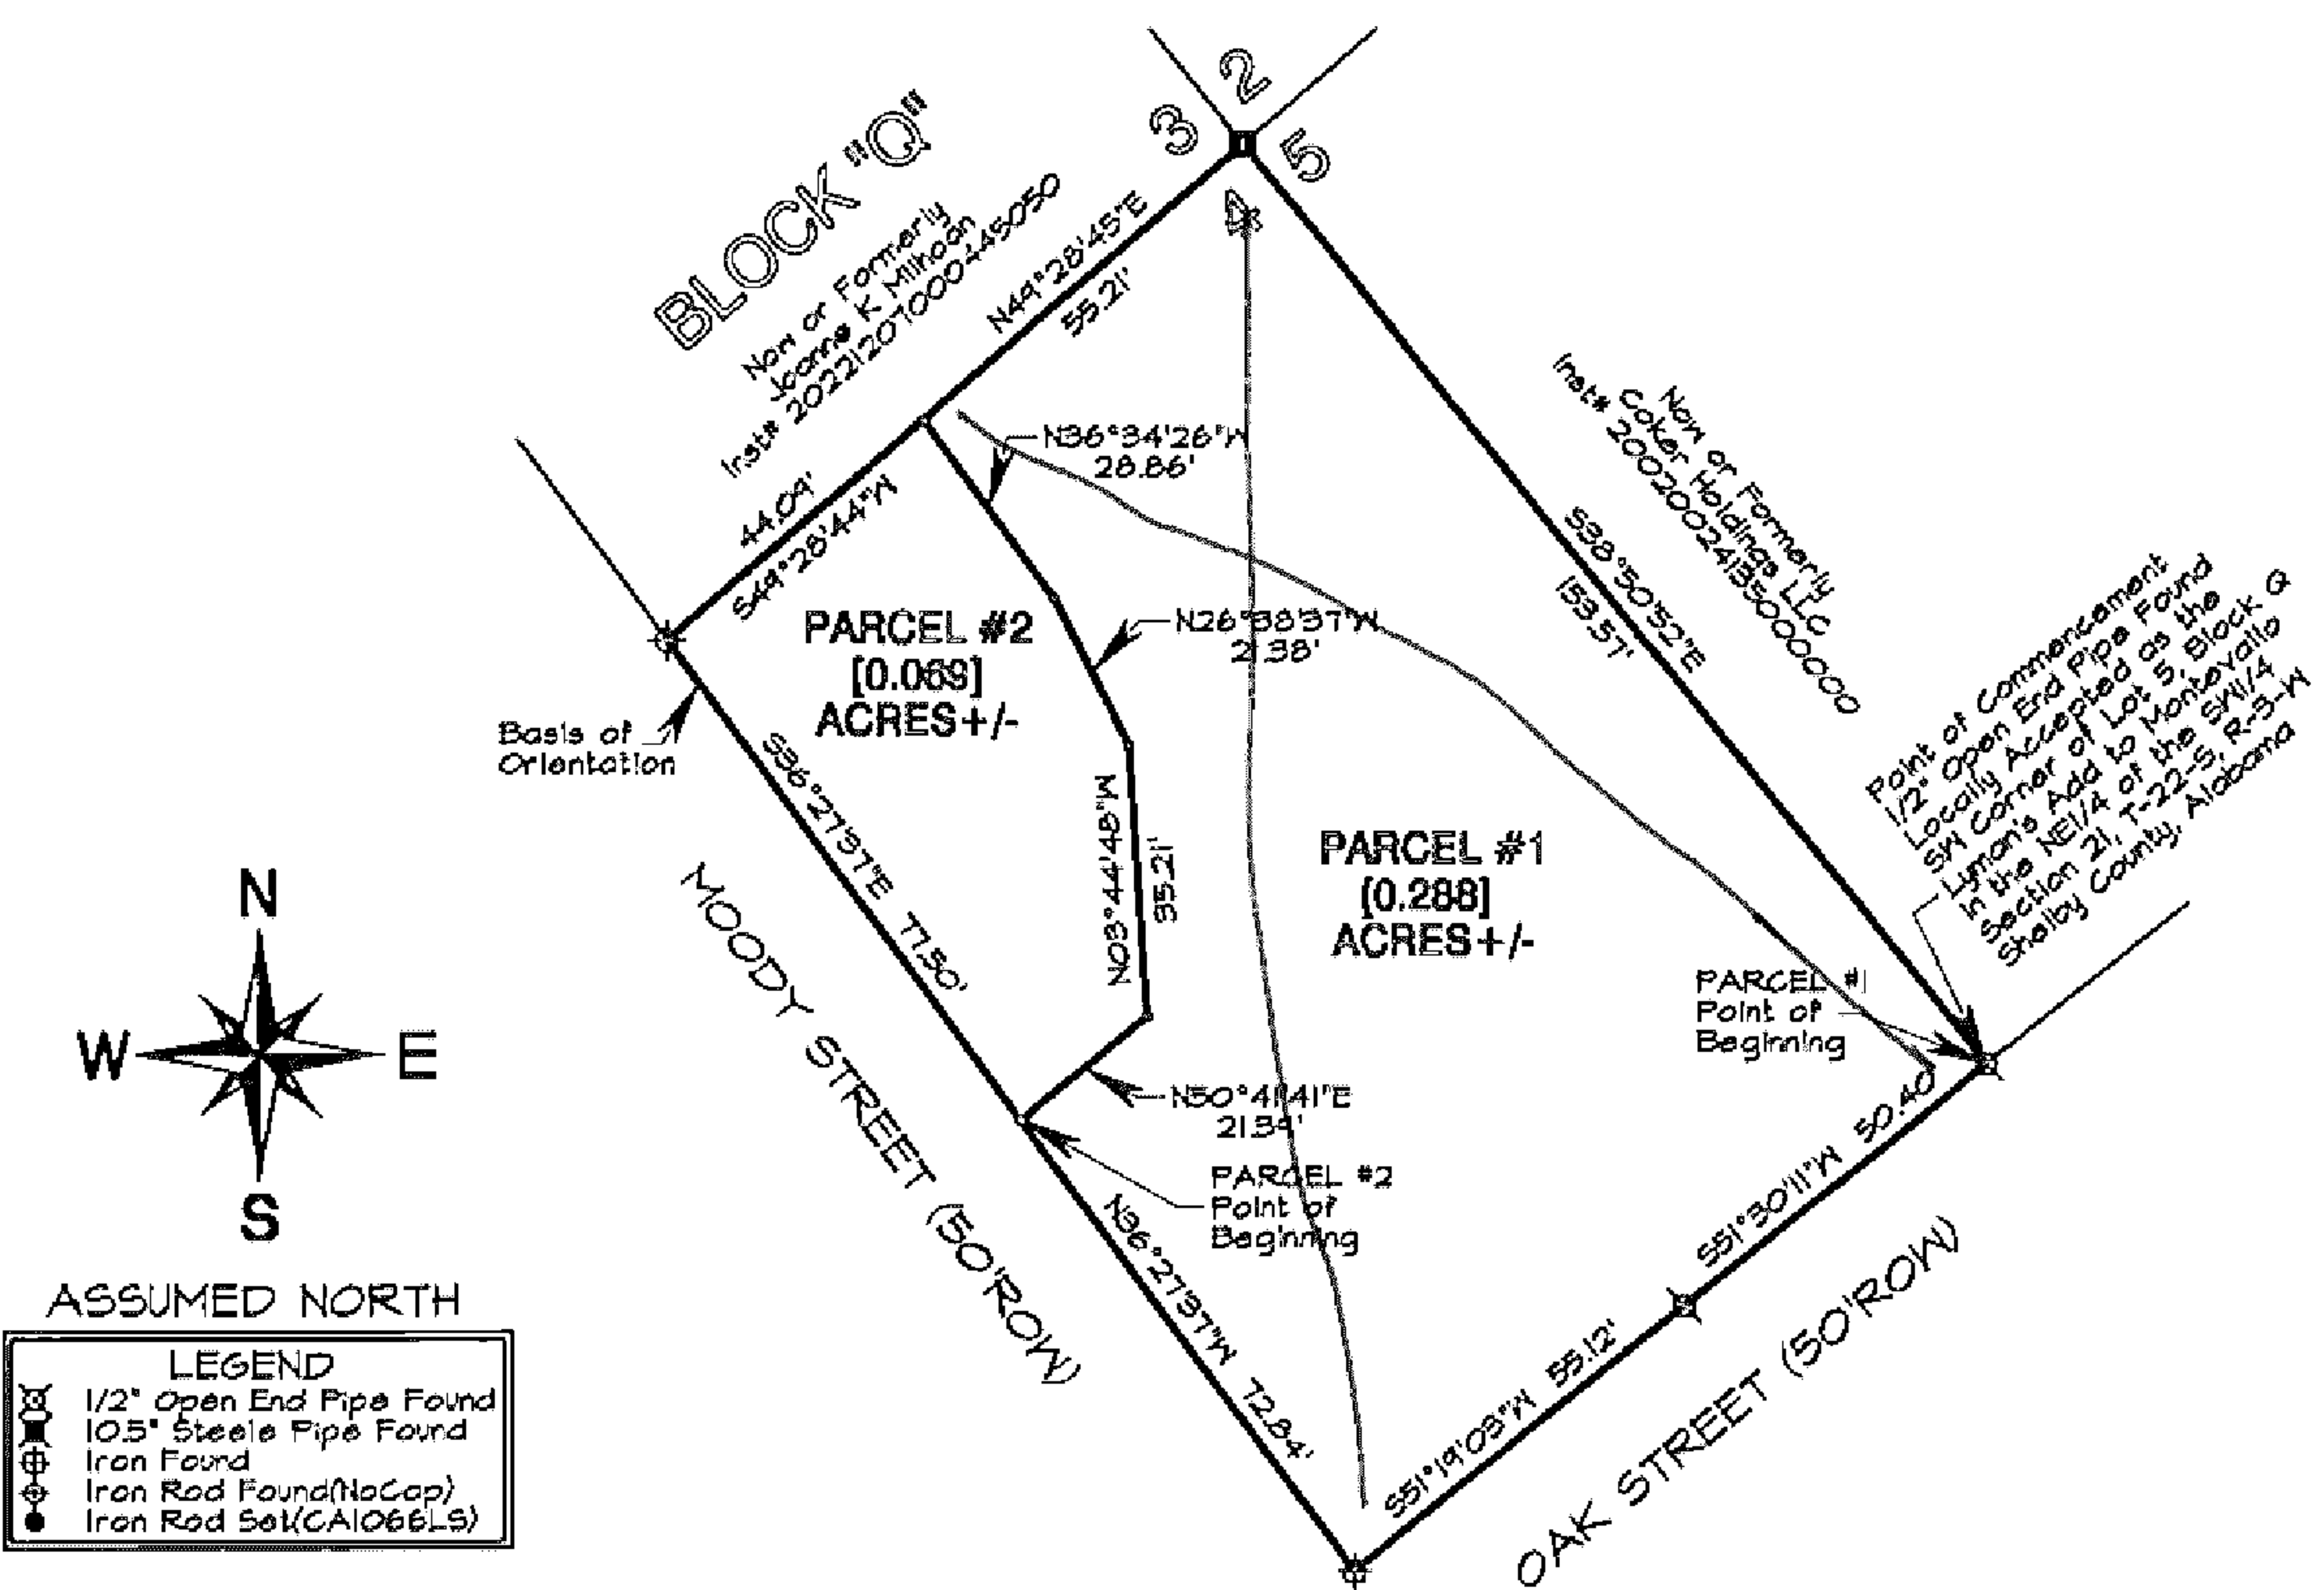 BLOCK "Q"
3
2
5
4
Now or Formerly
Joanne K
Inst# 20221207000445050
N49°28'45"E
55.21'
44.09'
S49°28'44"W
N36°34'26"W
28.86'
PARCEL #2
[0.069]
ACRES+/-
N26°38'37"W
21.38'
Basis of
Orientation
S36°27'37"E 77.50'
N03°44'48"W
35.21'
S38°50'52"E
153.57'
Now or Formerly
Coker Holdings LLC
Inst# 20020024135000000
Point of Commencement
1/2" Open End Pipe Found
Locally Accepted as the
SW Corner of Lot 5, Block Q
Lyman's Add to Montevallo
in the NE1/4 of the SW1/4
Section 21, T-22-S, R-3-W
Shelby County, Alabama
PARCEL #1
[0.288]
ACRES+/-
PARCEL #1
Point of
Beginning
MOODY STREET (50'ROW)
N50°41'41"E
21.39'
PARCEL #2
Point of
Beginning
N36°27'37"W 72.84'
S51°30'11"W 50.40'
S51°19'03"W 55.12'
OAK STREET (50'ROW)
N
W
E
S
ASSUMED NORTH
LEGEND
1/2" Open End Pipe Found
10.5" Steele Pipe Found
Iron Found
Iron Rod Found(NoCap)
Iron Rod Set(CA1066LS)